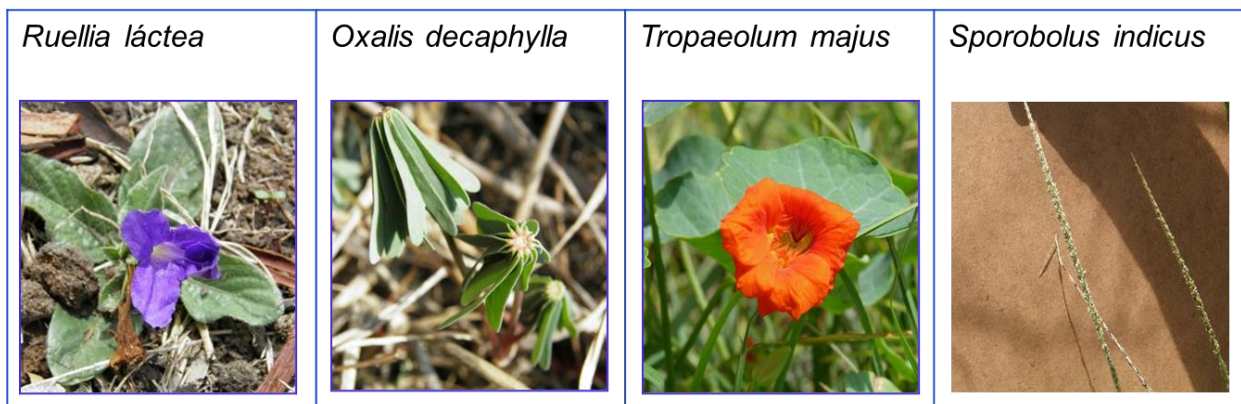 Ruellia láctea
Oxalis decaphylla
Tropaeolum majus
Sporobolus indicus